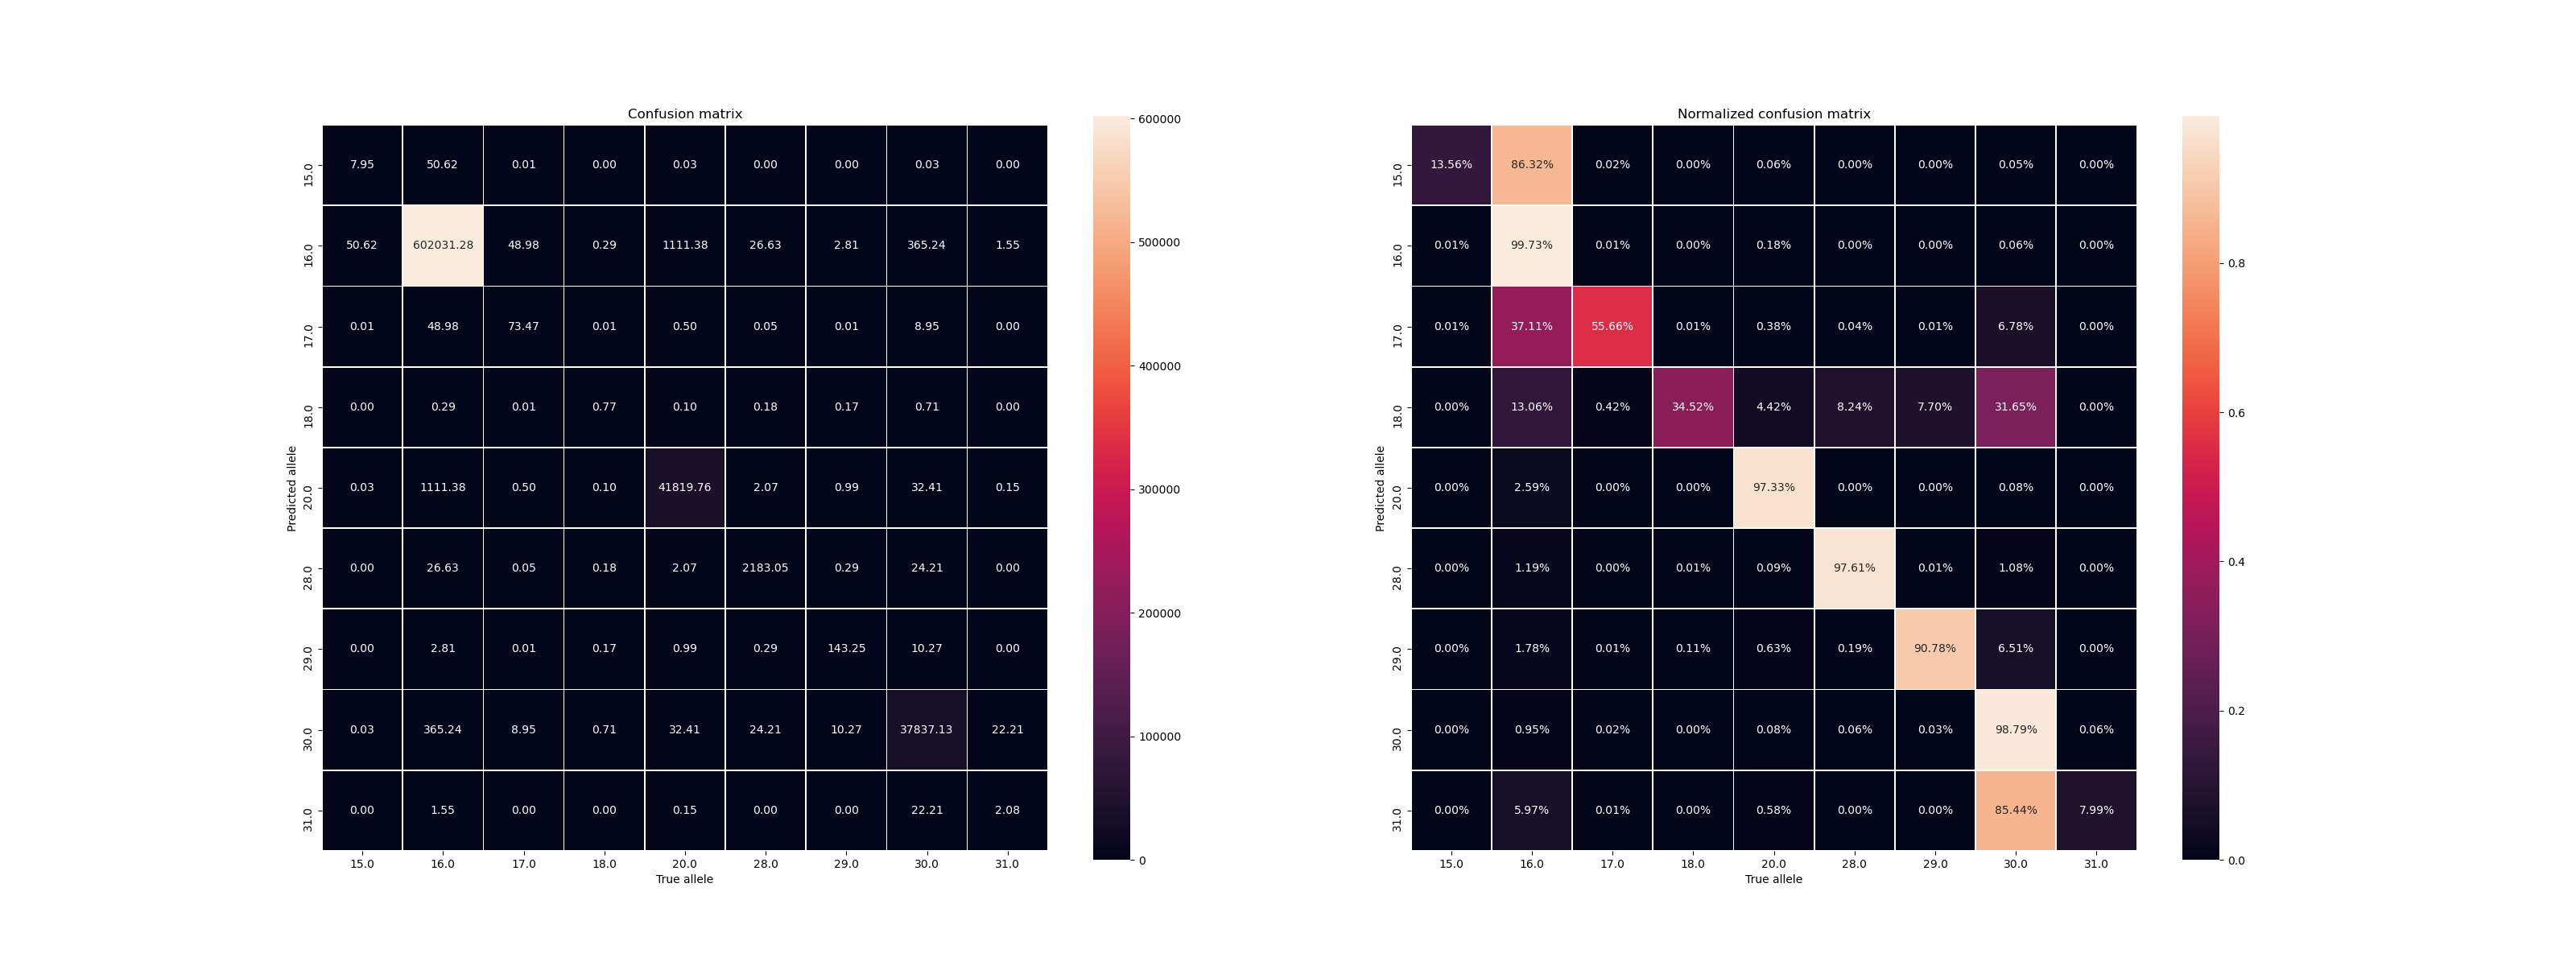 Confusion matrix
15.0 7.95 50.62 0.01 0.00 0.03 0.00 0.00 0.03 0.00
16.0 50.62 602031.28 48.98 0.29 1111.38 26.63 2.81 365.24 1.55
17.0 0.01 48.98 73.47 0.01 0.50 0.05 0.01 8.95 0.00
18.0 0.00 0.29 0.01 0.77 0.10 0.18 0.17 0.71 0.00
20.0 0.03 1111.38 0.50 0.10 41819.76 2.07 0.99 32.41 0.15
28.0 0.00 26.63 0.05 0.18 2.07 2183.05 0.29 24.21 0.00
29.0 0.00 2.81 0.01 0.17 0.99 0.29 143.25 10.27 0.00
30.0 0.03 365.24 8.95 0.71 32.41 24.21 10.27 37837.13 22.21
31.0 0.00 1.55 0.00 0.00 0.15 0.00 0.00 22.21 2.08
15.0 16.0 17.0 18.0 20.0 28.0 29.0 30.0 31.0
True allele
Predicted allele
600000
500000
400000
300000
200000
100000
0
Normalized confusion matrix
15.0 13.56% 86.32% 0.02% 0.00% 0.06% 0.00% 0.00% 0.05% 0.00%
16.0 0.01% 99.73% 0.01% 0.00% 0.18% 0.00% 0.00% 0.06% 0.00%
17.0 0.01% 37.11% 55.66% 0.01% 0.38% 0.04% 0.01% 6.78% 0.00%
18.0 0.00% 13.06% 0.42% 34.52% 4.42% 8.24% 7.70% 31.65% 0.00%
20.0 0.00% 2.59% 0.00% 0.00% 97.33% 0.00% 0.00% 0.08% 0.00%
28.0 0.00% 1.19% 0.00% 0.01% 0.09% 97.61% 0.01% 1.08% 0.00%
29.0 0.00% 1.78% 0.01% 0.11% 0.63% 0.19% 90.78% 6.51% 0.00%
30.0 0.00% 0.95% 0.02% 0.00% 0.08% 0.06% 0.03% 98.79% 0.06%
31.0 0.00% 5.97% 0.01% 0.00% 0.58% 0.00% 0.00% 85.44% 7.99%
15.0 16.0 17.0 18.0 20.0 28.0 29.0 30.0 31.0
True allele
Predicted allele
0.8
0.6
0.4
0.2
0.0